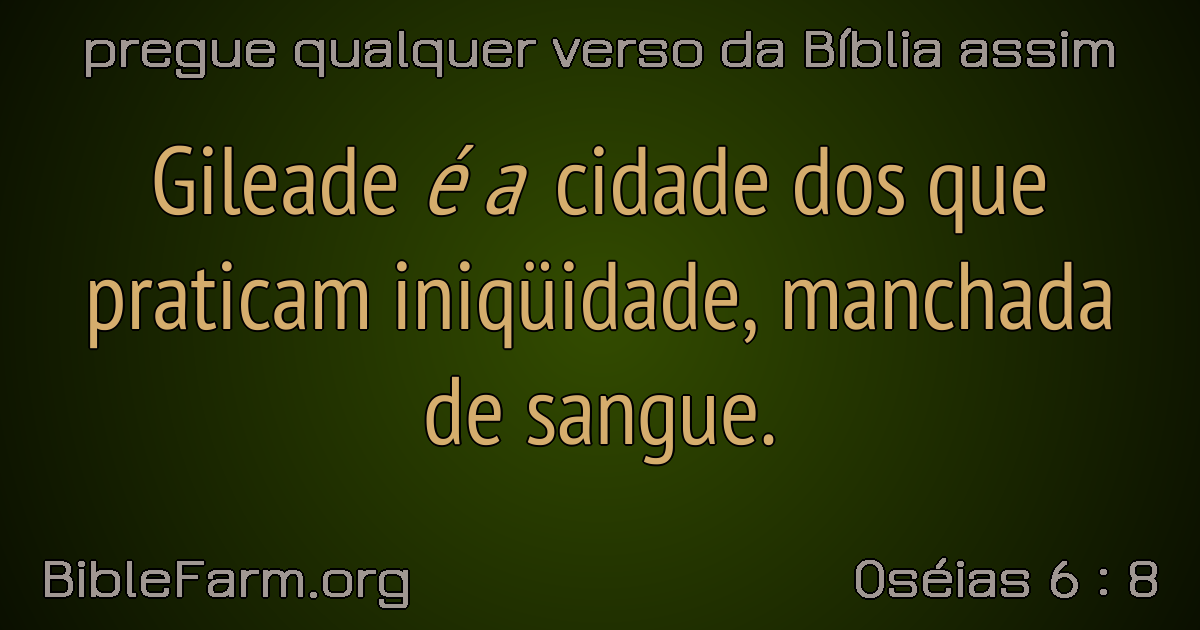 pregue qualquer verso da Bíblia assim
Gileade é a cidade dos que
praticam iniqüidade, manchada
de sangue.
BibleFarm.org
Oséias 6 : 8